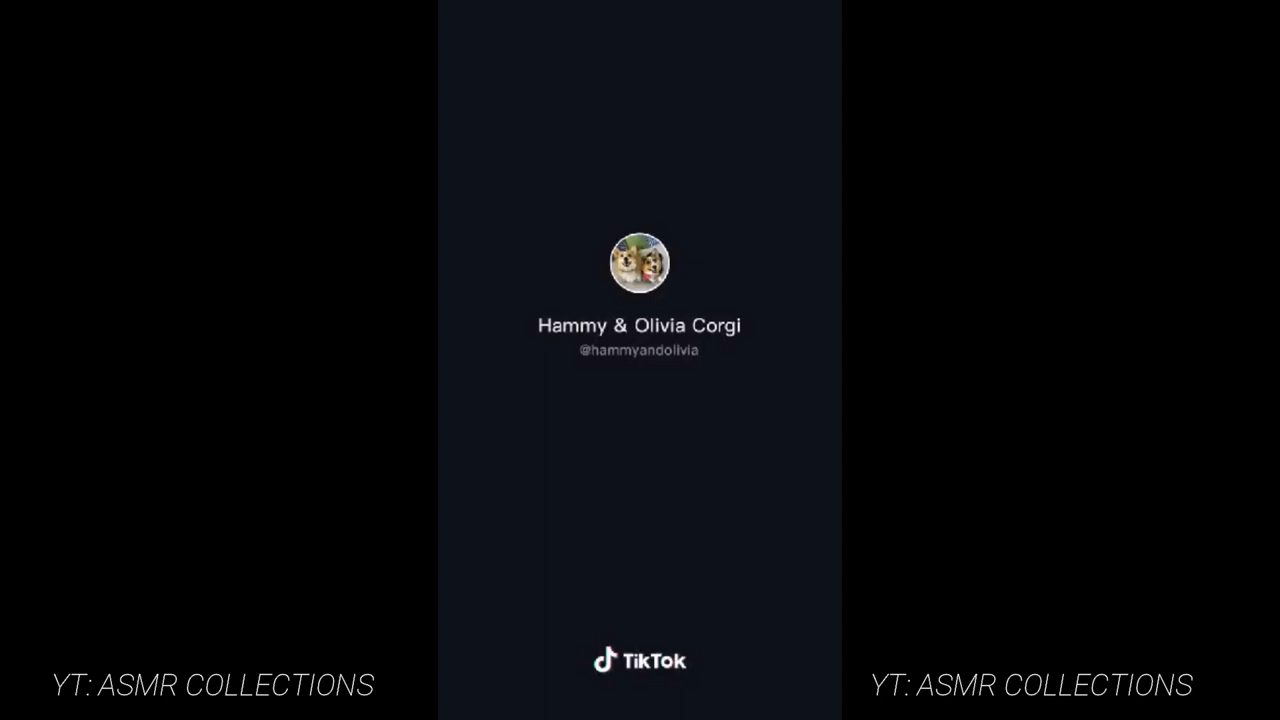 Hammy & Olivia Corgi
@hammyandolivia
TikTok
YT: ASMR COLLECTIONS
YT: ASMR COLLECTIONS